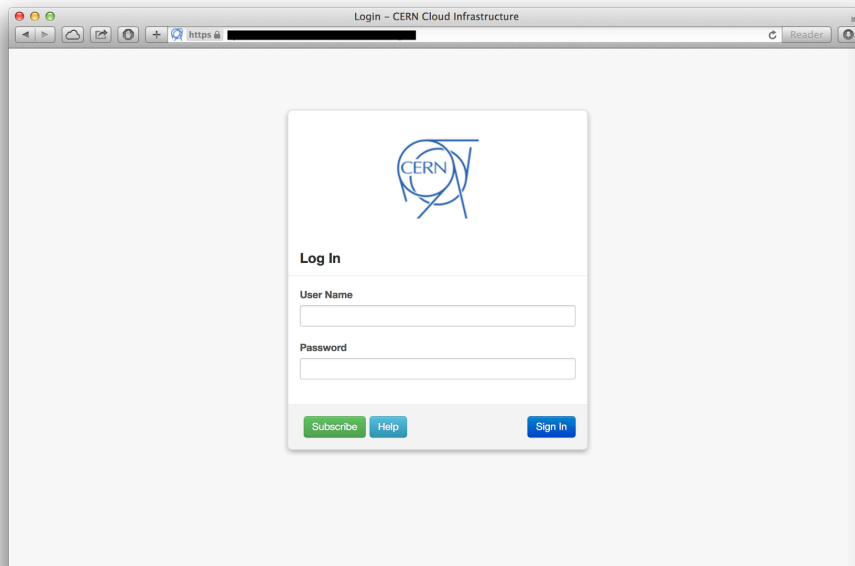 Login – CERN Cloud Infrastructure
https
Reader
CERN
Log In
User Name
Password
Subscribe Help Sign In